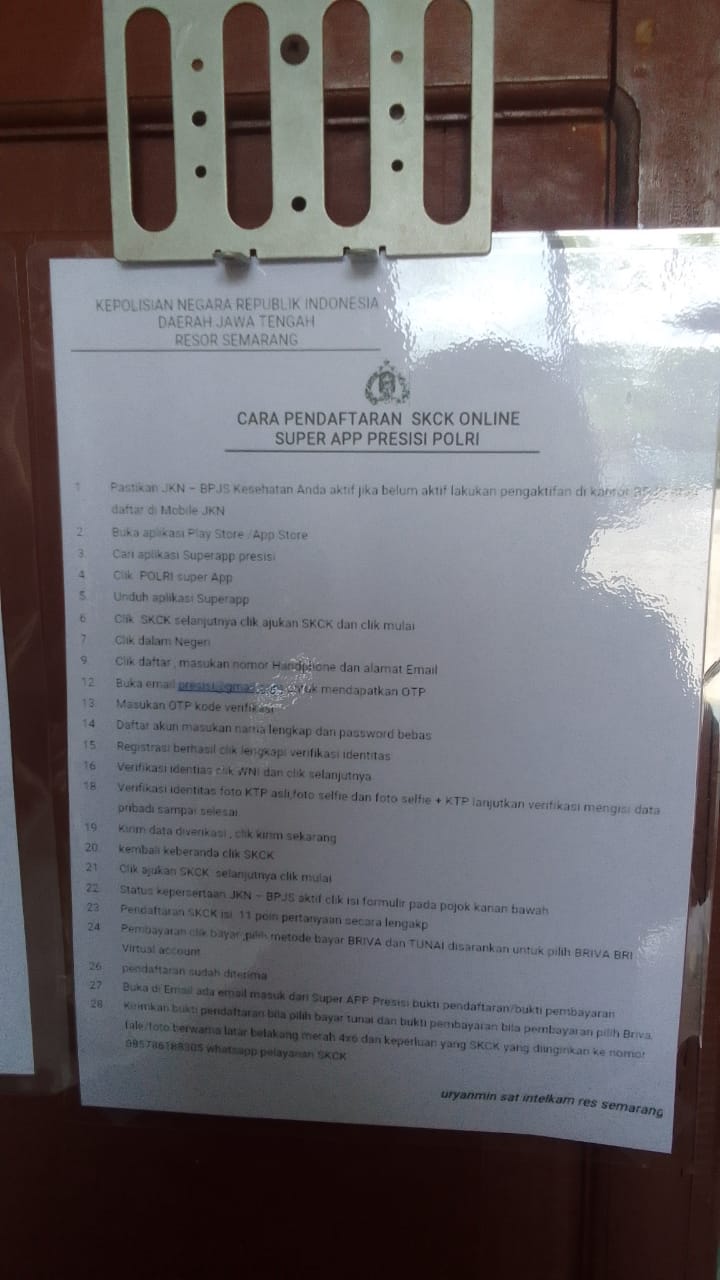 KEPOLISIAN NEGARA REPUBLIK INDONESIA
DAERAH JAWA TENGAH
RESOR SEMARANG
CARA PENDAFTARAN SKCK ONLINE
SUPER APP PRESISI POLRI
1. Pastikan JKN – BPJS Kesehatan Anda aktif jika belum aktif lakukan pengaktifan di kantor
daftar di Mobile JKN
2. Buka aplikasi Play Store /App Store
3. Cari aplikasi Superapp presisi
4. Clik POLRI super App
5. Unduh aplikasi Superapp
6. Clik SKCK selanjutnya clik ajukan SKCK dan clik mulai
7. Clik dalam Negeri
9. Clik daftar , masukan nomor Handphone dan alamat Email
12. Buka email untuk mendapatkan OTP
13. Masukan OTP kode verifikasi
14. Daftar akun masukan nama lengkap dan password bebas
15. Registrasi berhasil clik lengkapi verifikasi identitas
16. Verifikasi identias clik WNI dan clik selanjutnya
18. Verifikasi identitas foto KTP asli,foto selfie dan foto selfie + KTP lanjutkan verifikasi mengisi data
pribadi sampai selesai
19. Kirim data diverikasi , clik kirim sekarang
20. kembali keberanda clik SKCK
21. Clik ajukan SKCK selanjutnya clik mulai
22. Status kepersertaan JKN – BPJS aktif clik isi formulir pada pojok kanan bawah
23. Pendaftaran SKCK isi 11 poin pertanyaan secara lengakp
24. Pembayaran clik bayar ,pilih metode bayar BRIVA dan TUNAI disarankan untuk pilih BRIVA BRI
Virtual account
26. pendaftaran sudah diterima
27. Buka di Email ada email masuk dari Super APP Presisi bukti pendaftaran/bukti pembayaran
28. Kirimkan bukti pendaftaran bila pilih bayar tunai dan bukti pembayaran bila pembayaran pilih Briva,
fale/foto berwarna latar belakang merah 4x6 dan keperluan yang SKCK yang diinginkan ke nomor
whatsapp pelayanan SKCK
uryanmin sat intelkam res semarang